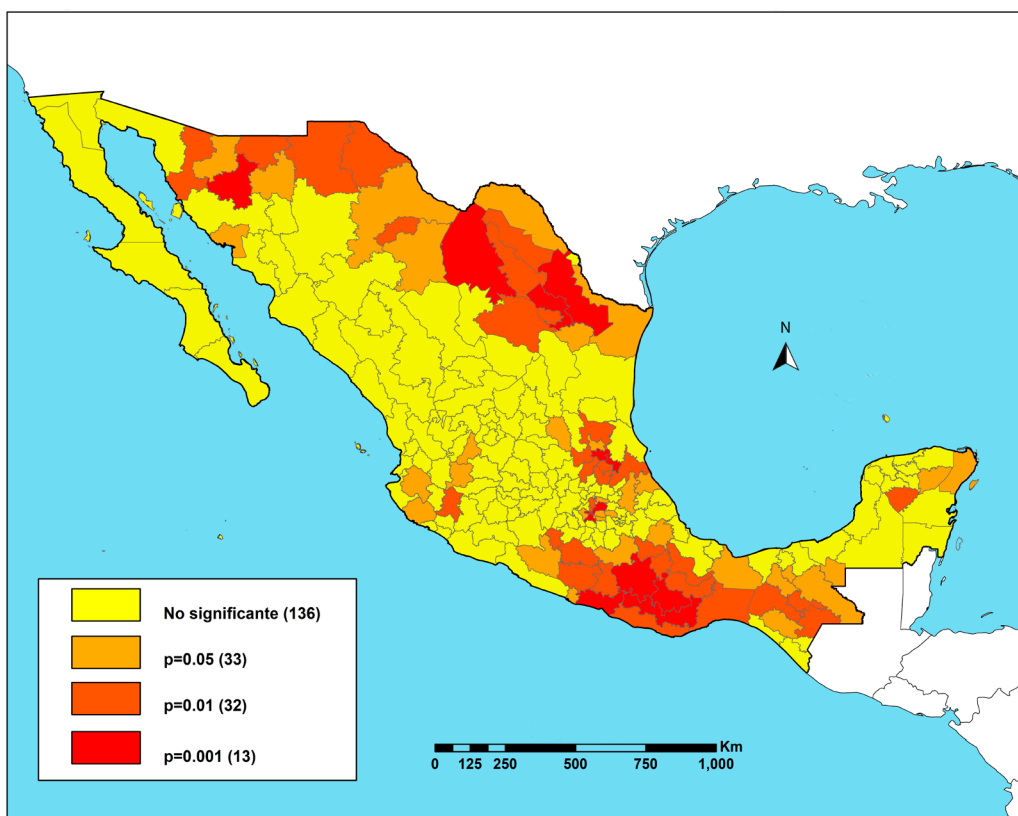 N
No significante (136)
p=0.05 (33)
p=0.01 (32)
p=0.001 (13)
Km
0 125 250 500 750 1,000